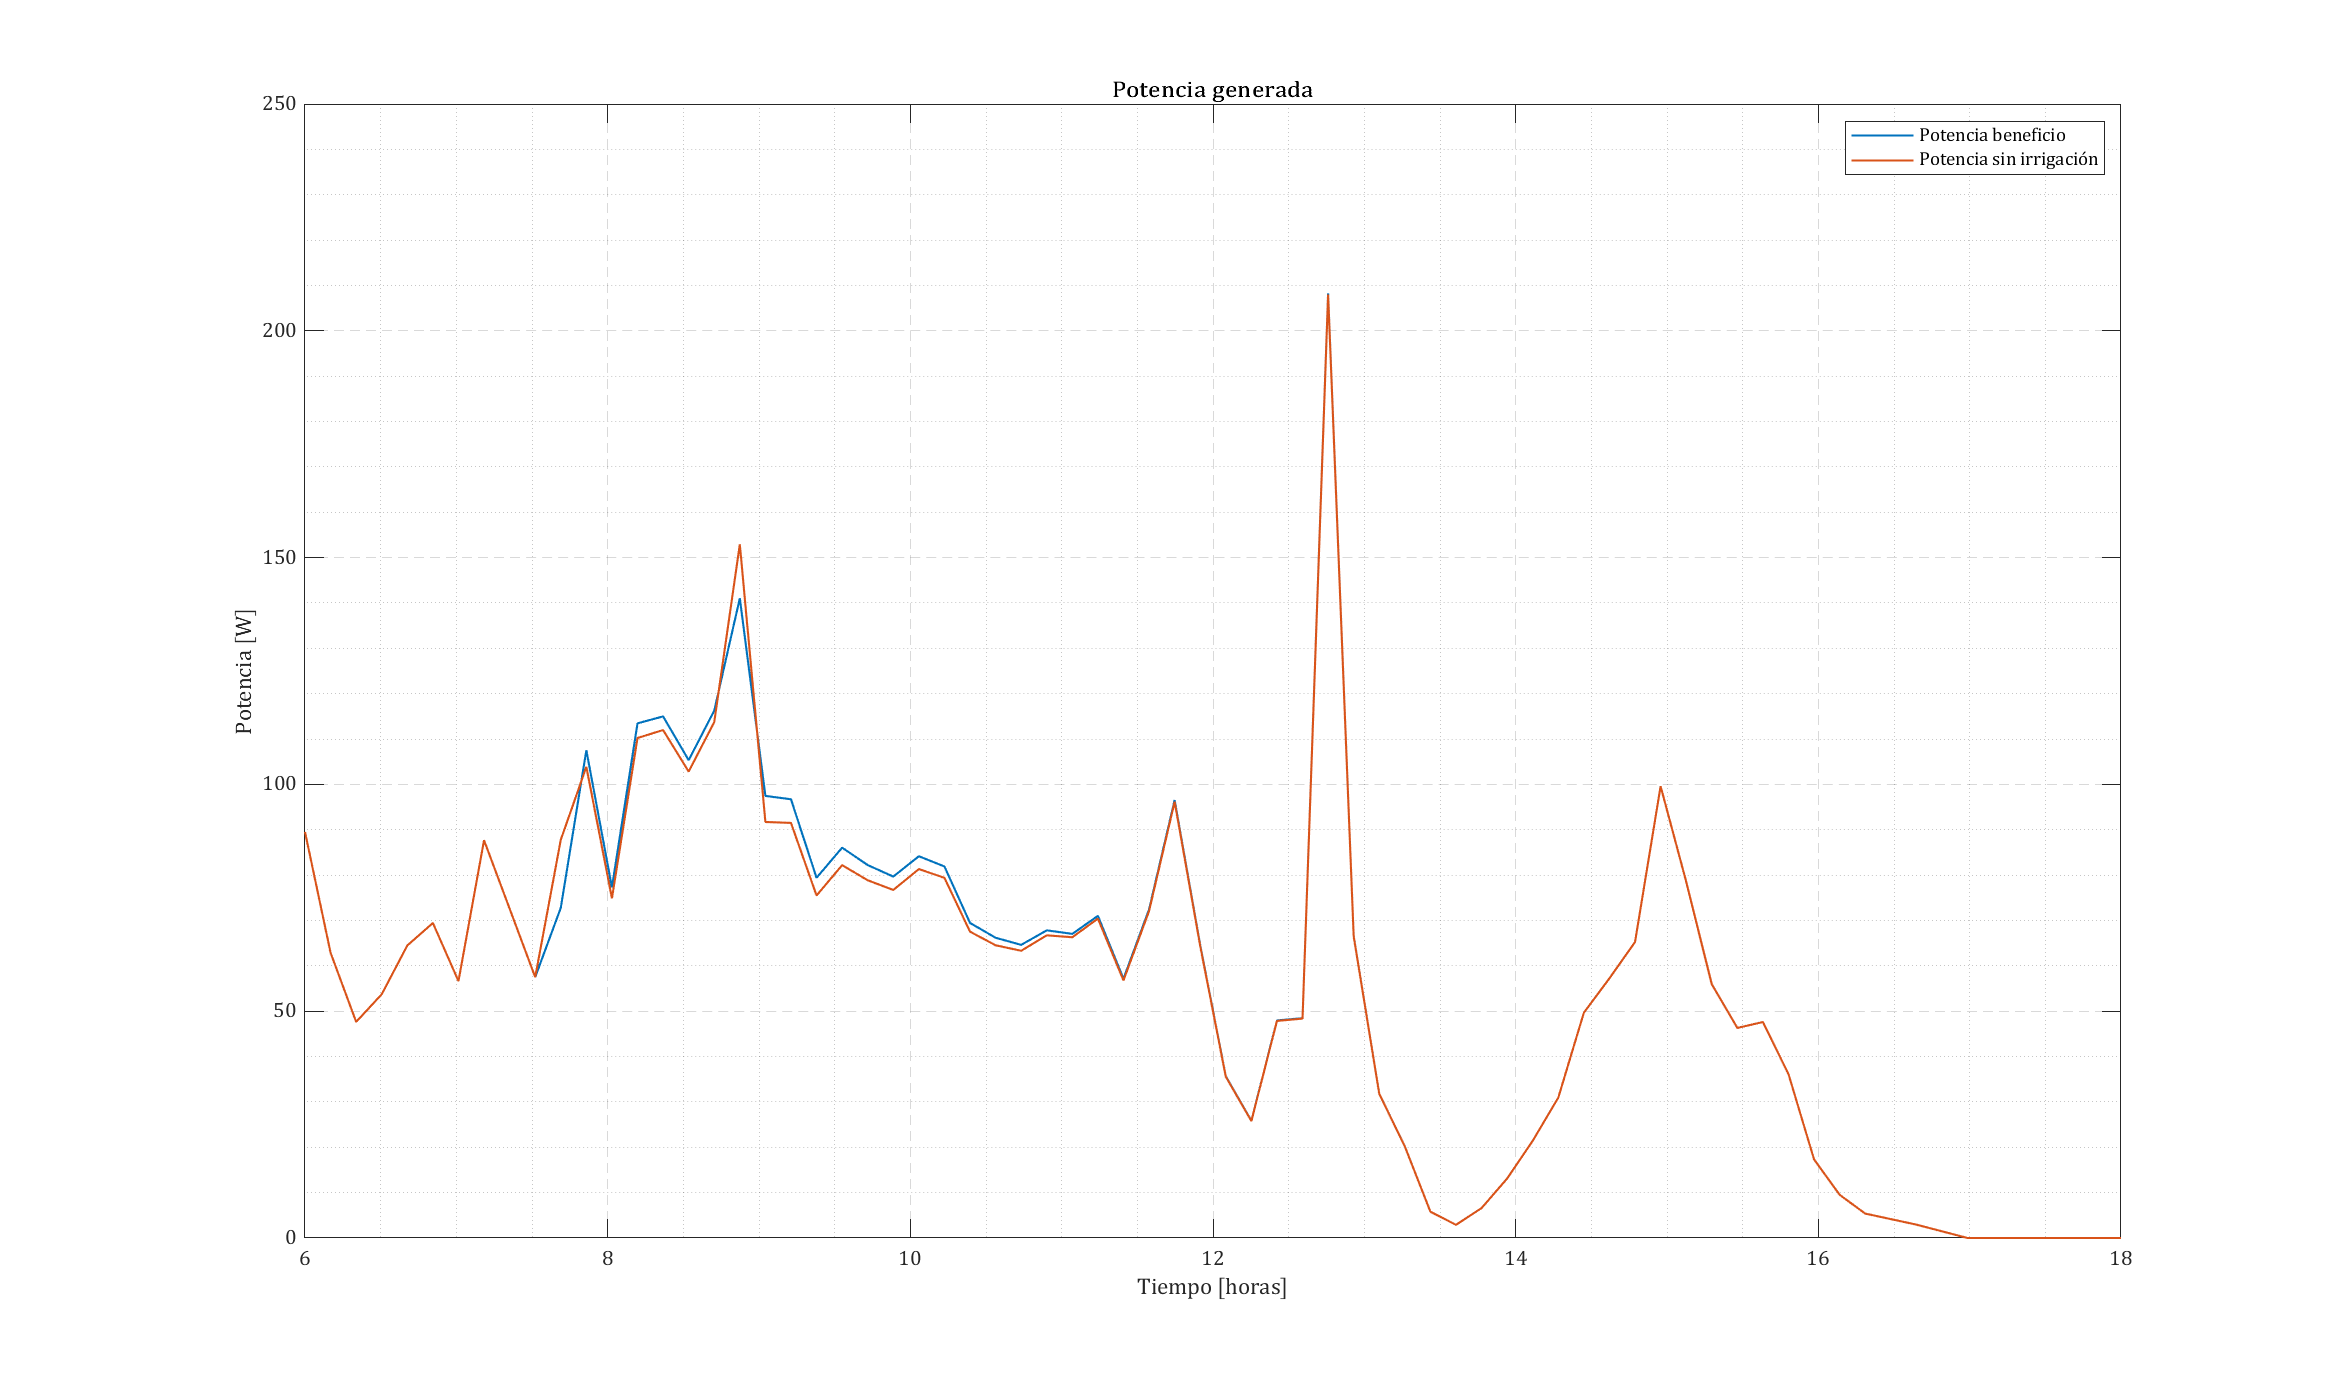 Potencia generada
250
200
150
100
50
0
Potencia [W]
Potencia beneficio
Potencia sin irrigación
6 8 10 12 14 16 18
Tiempo [horas]